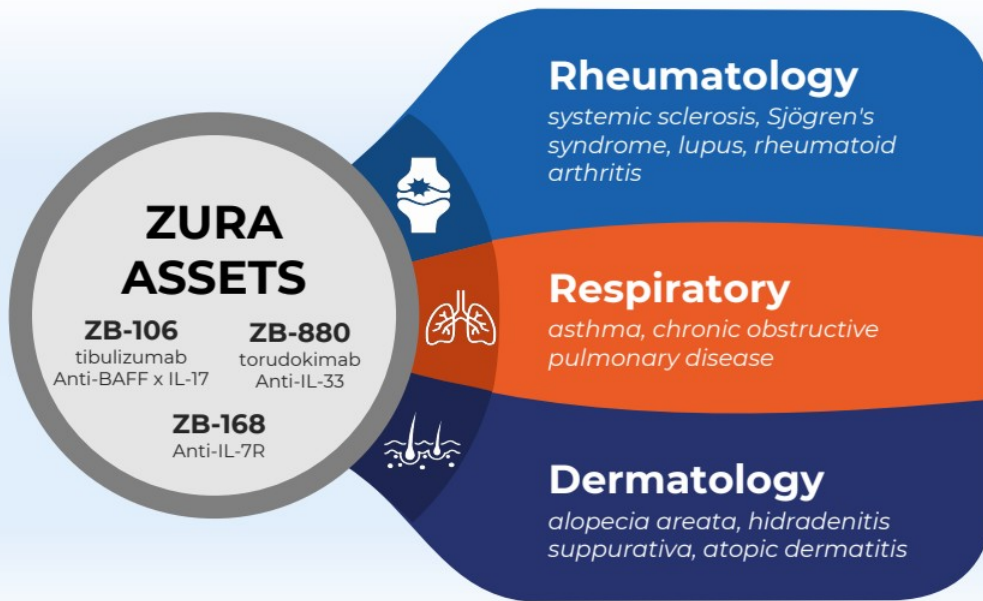 ZURA
ASSETS
ZB-106
tibulizumab
Anti-BAFF x IL-17
ZB-880
torudokimab
Anti-IL-33
ZB-168
Anti-IL-7R
Rheumatology
systemic sclerosis, Sjögren's
syndrome, lupus, rheumatoid
arthritis
Respiratory
asthma, chronic obstructive
pulmonary disease
Dermatology
alopecia areata, hidradenitis
suppurativa, atopic dermatitis